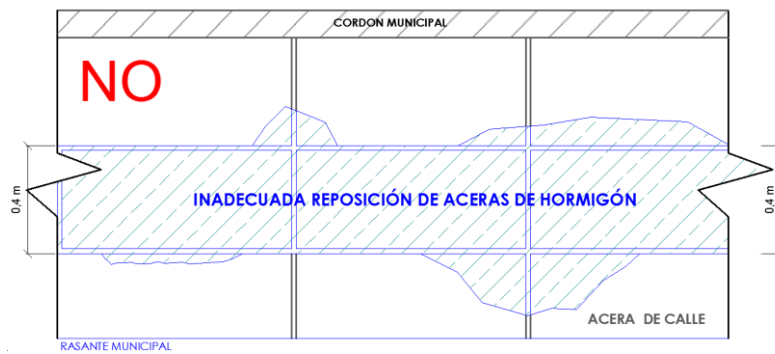 CORDON MUNICIPAL
NO
0,4 m
0,4 m
INADECUADA REPOSICIÓN DE ACERAS DE HORMIGÓN
ACERA DE CALLE
RASANTE MUNICIPAL